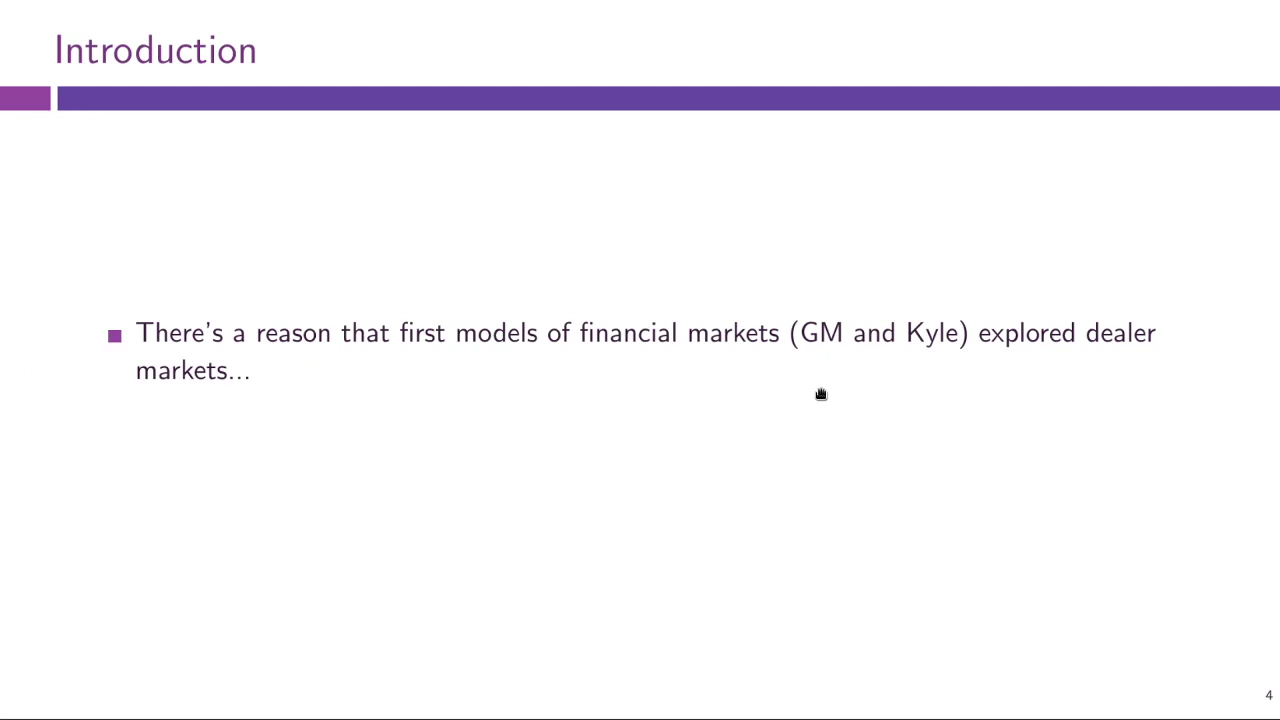 Introduction
There's a reason that first models of financial markets (GM and Kyle) explored dealer
markets...
4